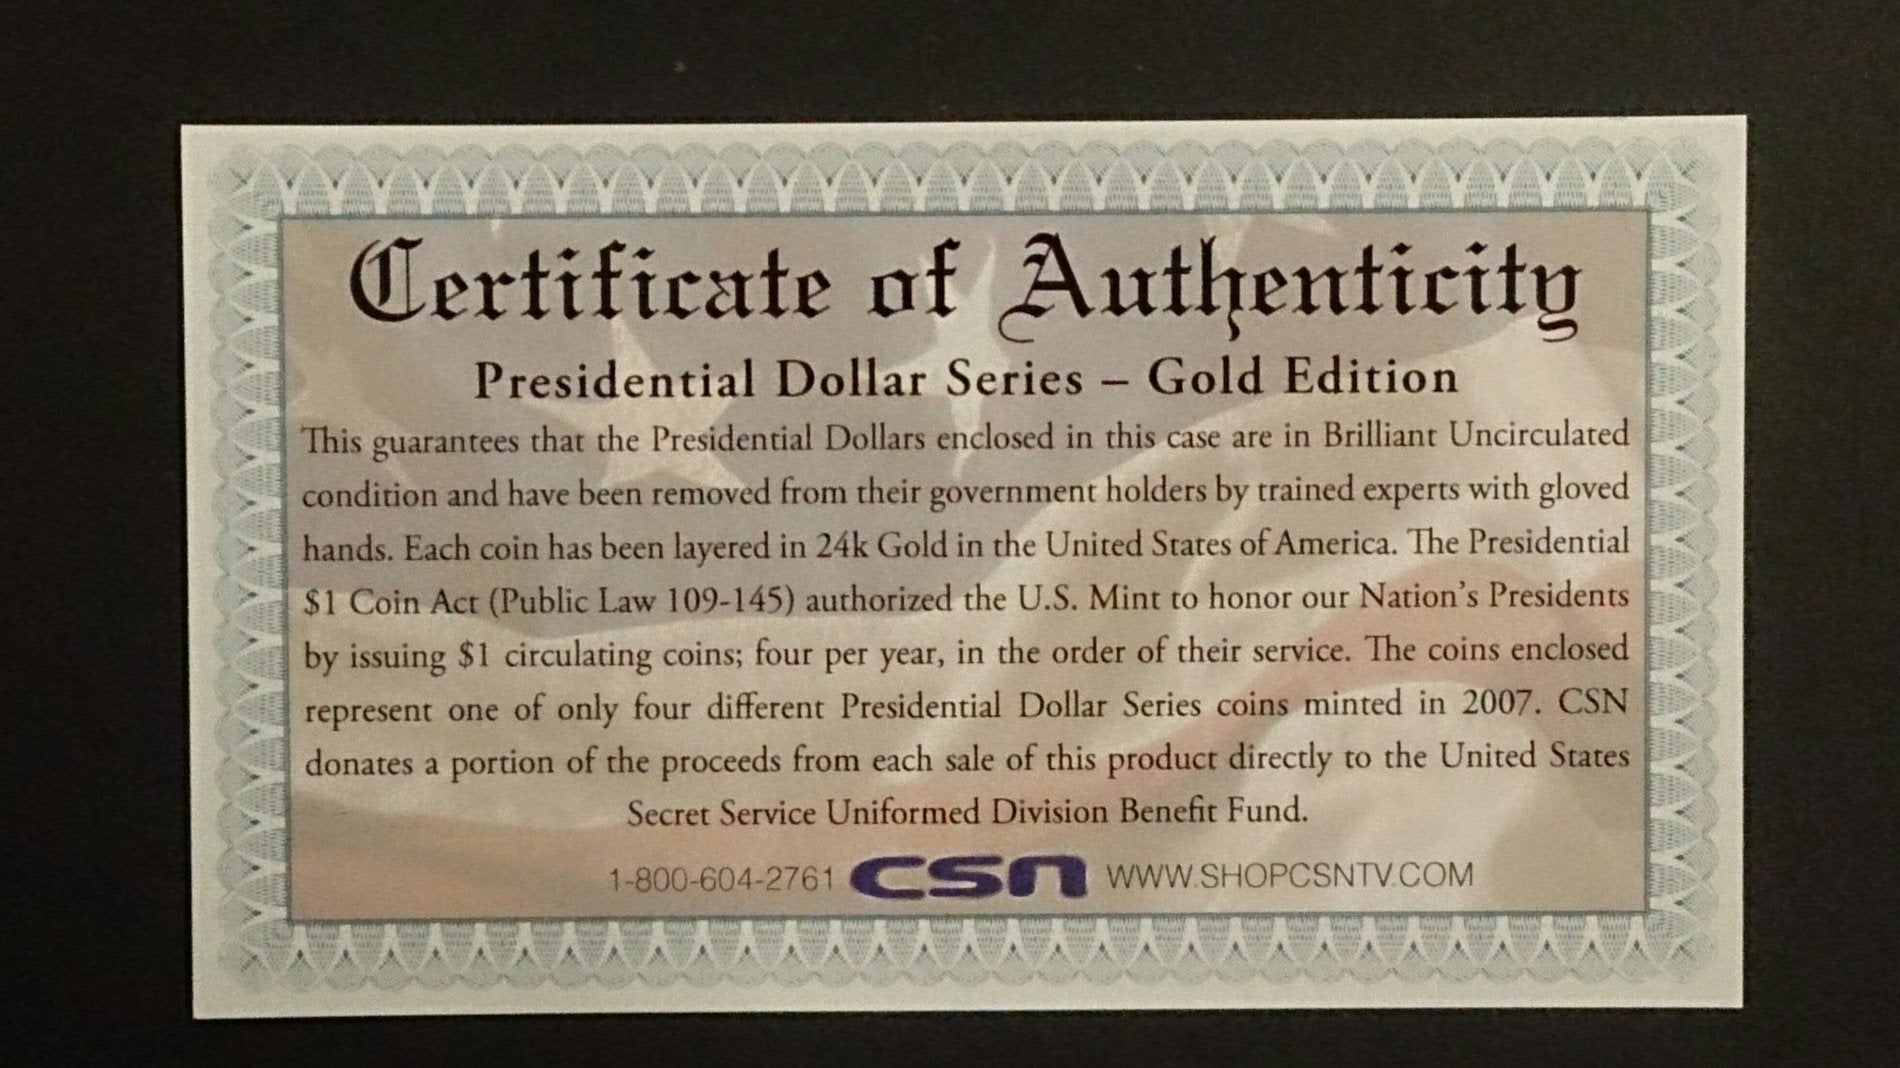 Certificate of Authenticity
Presidential Dollar Series – Gold Edition
This guarantees that the Presidential Dollars enclosed in this case are in Brilliant Uncirculated
condition and have been removed from their government holders by trained experts with gloved
hands. Each coin has been layered in 24k Gold in the United States of America. The Presidential
$1 Coin Act (Public Law 109-145) authorized the U.S. Mint to honor our Nation's Presidents
by issuing $1 circulating coins; four per year, in the order of their service. The coins enclosed
represent one of only four different Presidential Dollar Series coins minted in 2007. CSN
donates a portion of the proceeds from each sale of this product directly to the United States
Secret Service Uniformed Division Benefit Fund.
1-800-604-2761 csn WWW.SHOPCSNTV.COM